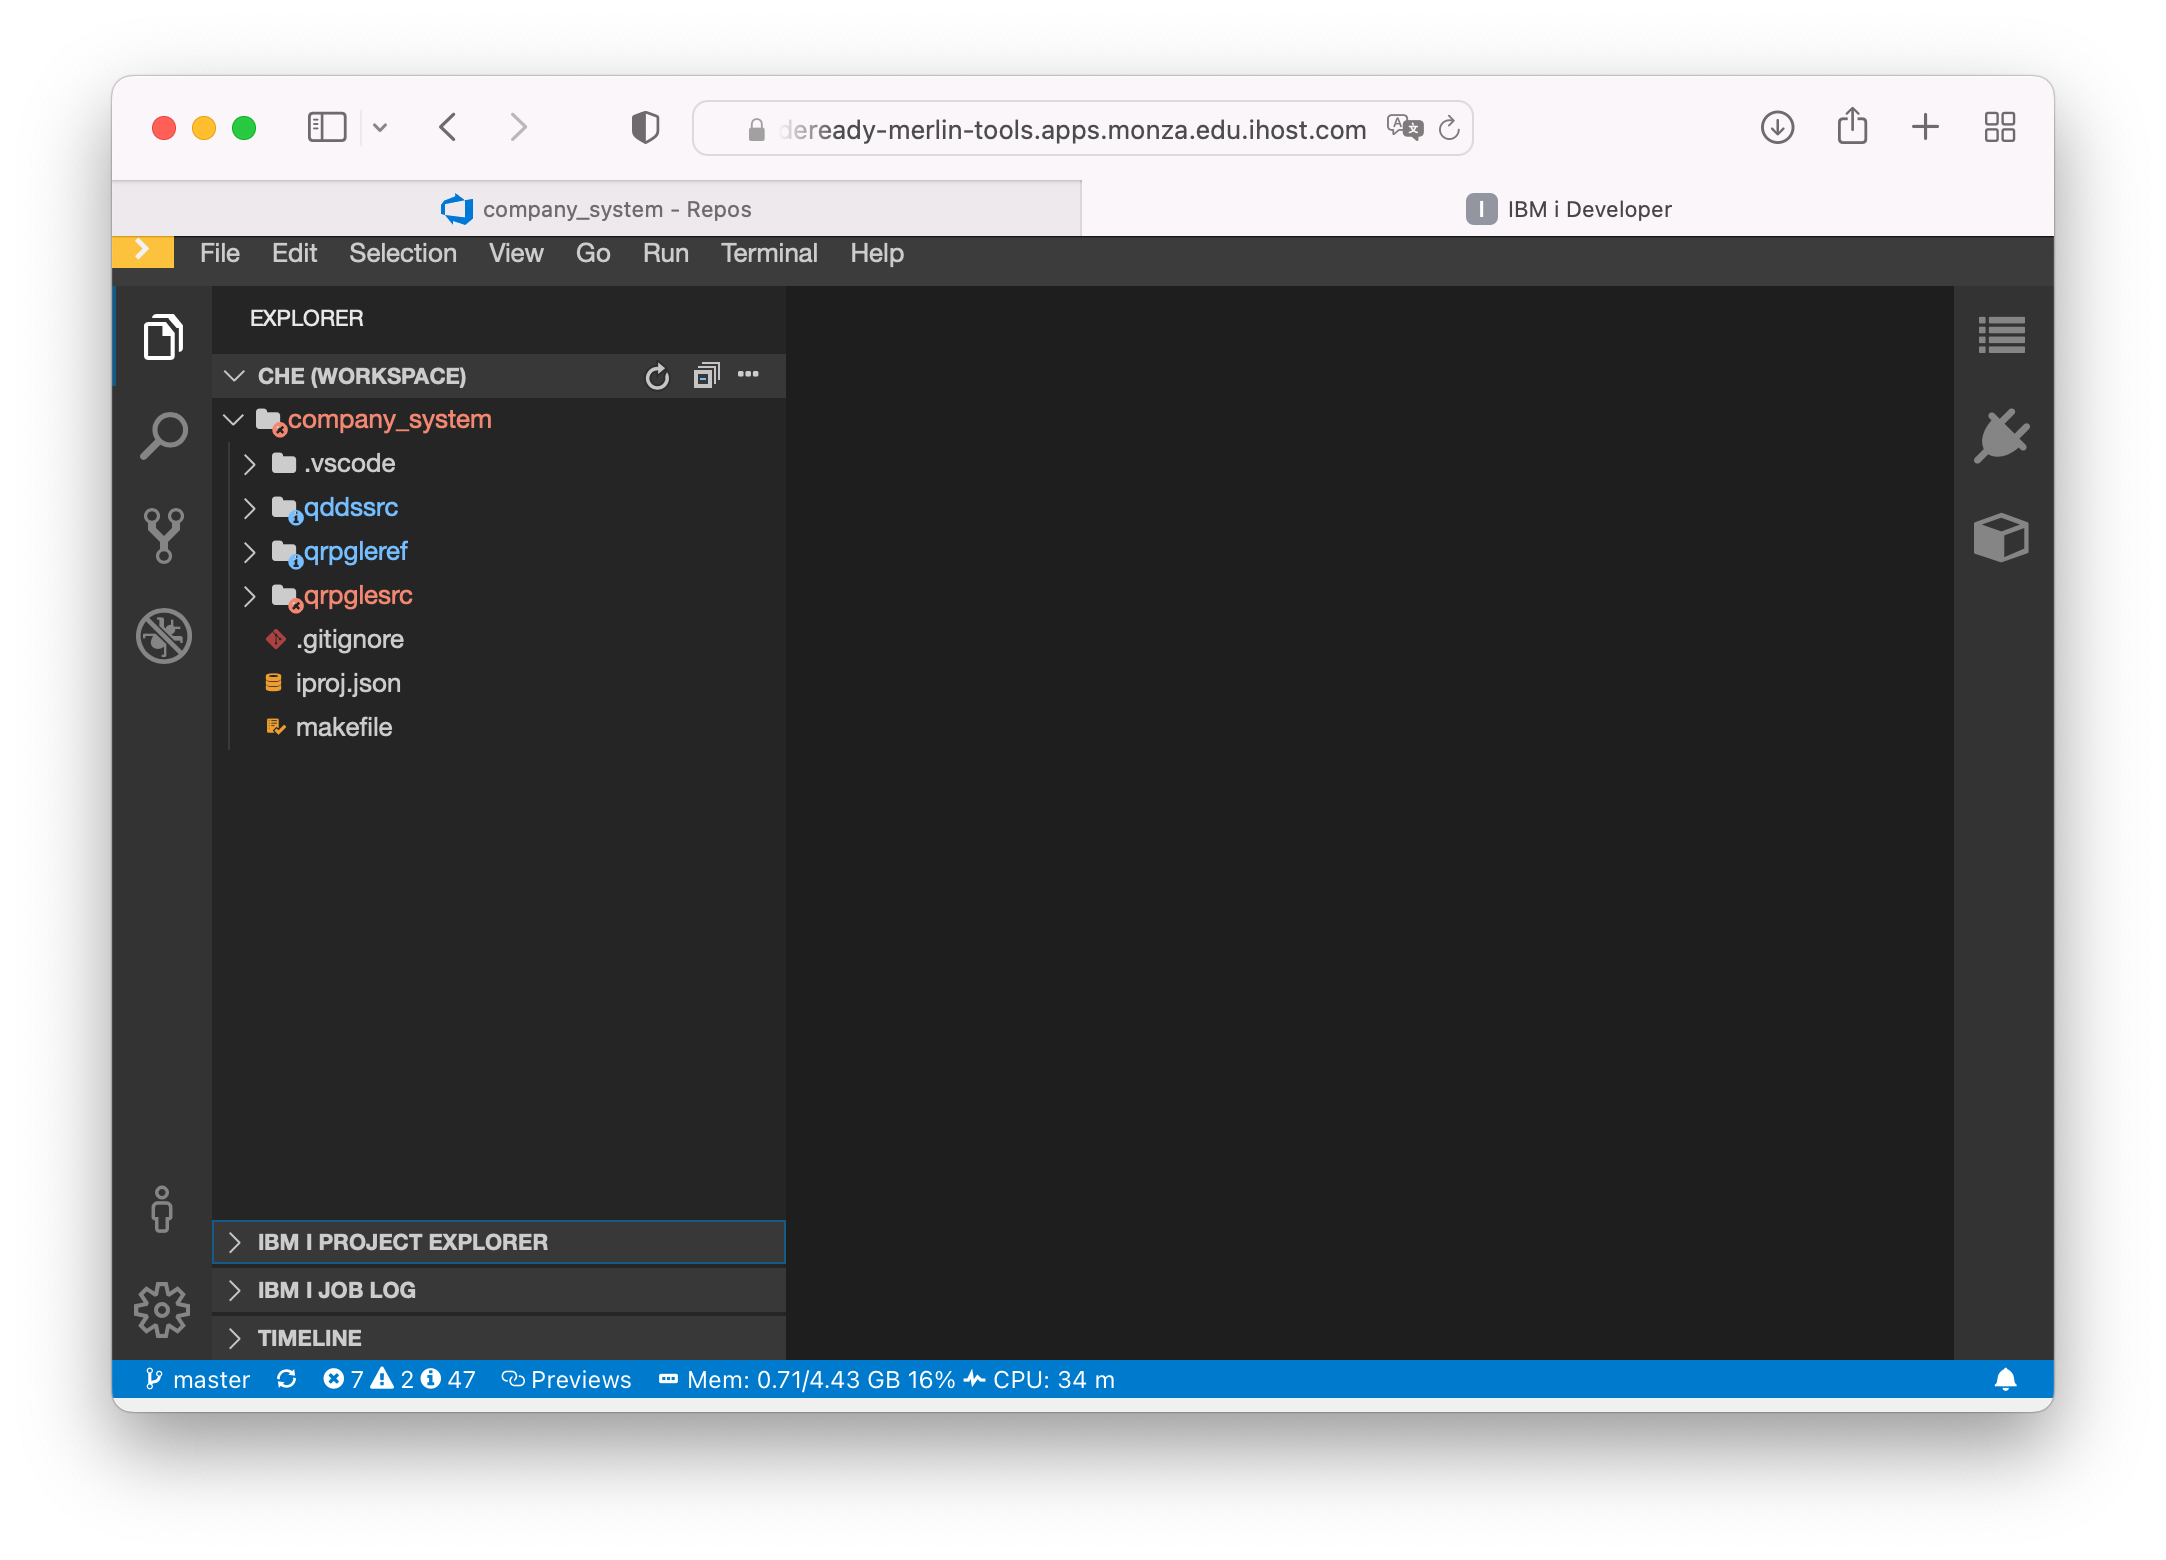 deready-merlin-tools.apps.monza.edu.ihost.com
company_system - Repos
I IBM i Developer
File Edit Selection View Go Run Terminal Help
EXPLORER
CHE (WORKSPACE)
company_system
.vscode
qddssrc
qrpgleref
qrpglesrc
.gitignore
iproj.json
makefile
IBM I PROJECT EXPLORER
IBM I JOB LOG
TIMELINE
master 7 2 47 Previews Mem: 0.71/4.43 GB 16% CPU: 34 m